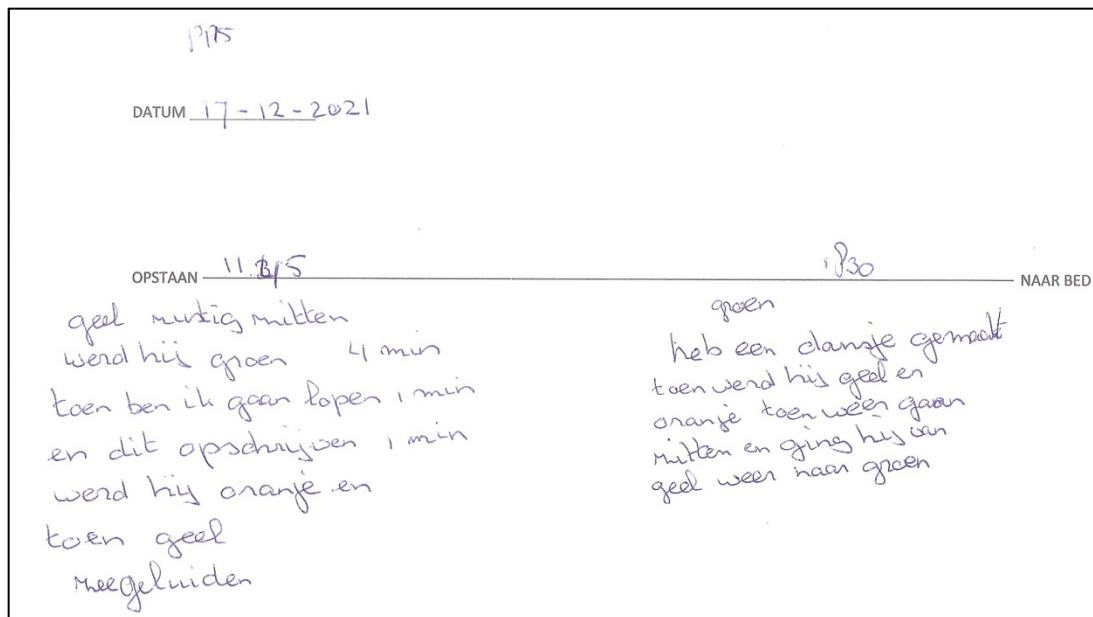 P175
DATUM 17-12-2021
OPSTAAN 11.15
NAAR BED
geel rustig zitten
werd hij groen 4 min
toen ben ik gaan lopen 1 min
en dit opschrijven 1 min
werd hij oranje en
toen geel
zeegeluiden
groen
heb een dansje gemaakt
toen werd hij geel en
oranje toen weer gaan
zitten en ging hij van
geel weer naar groen